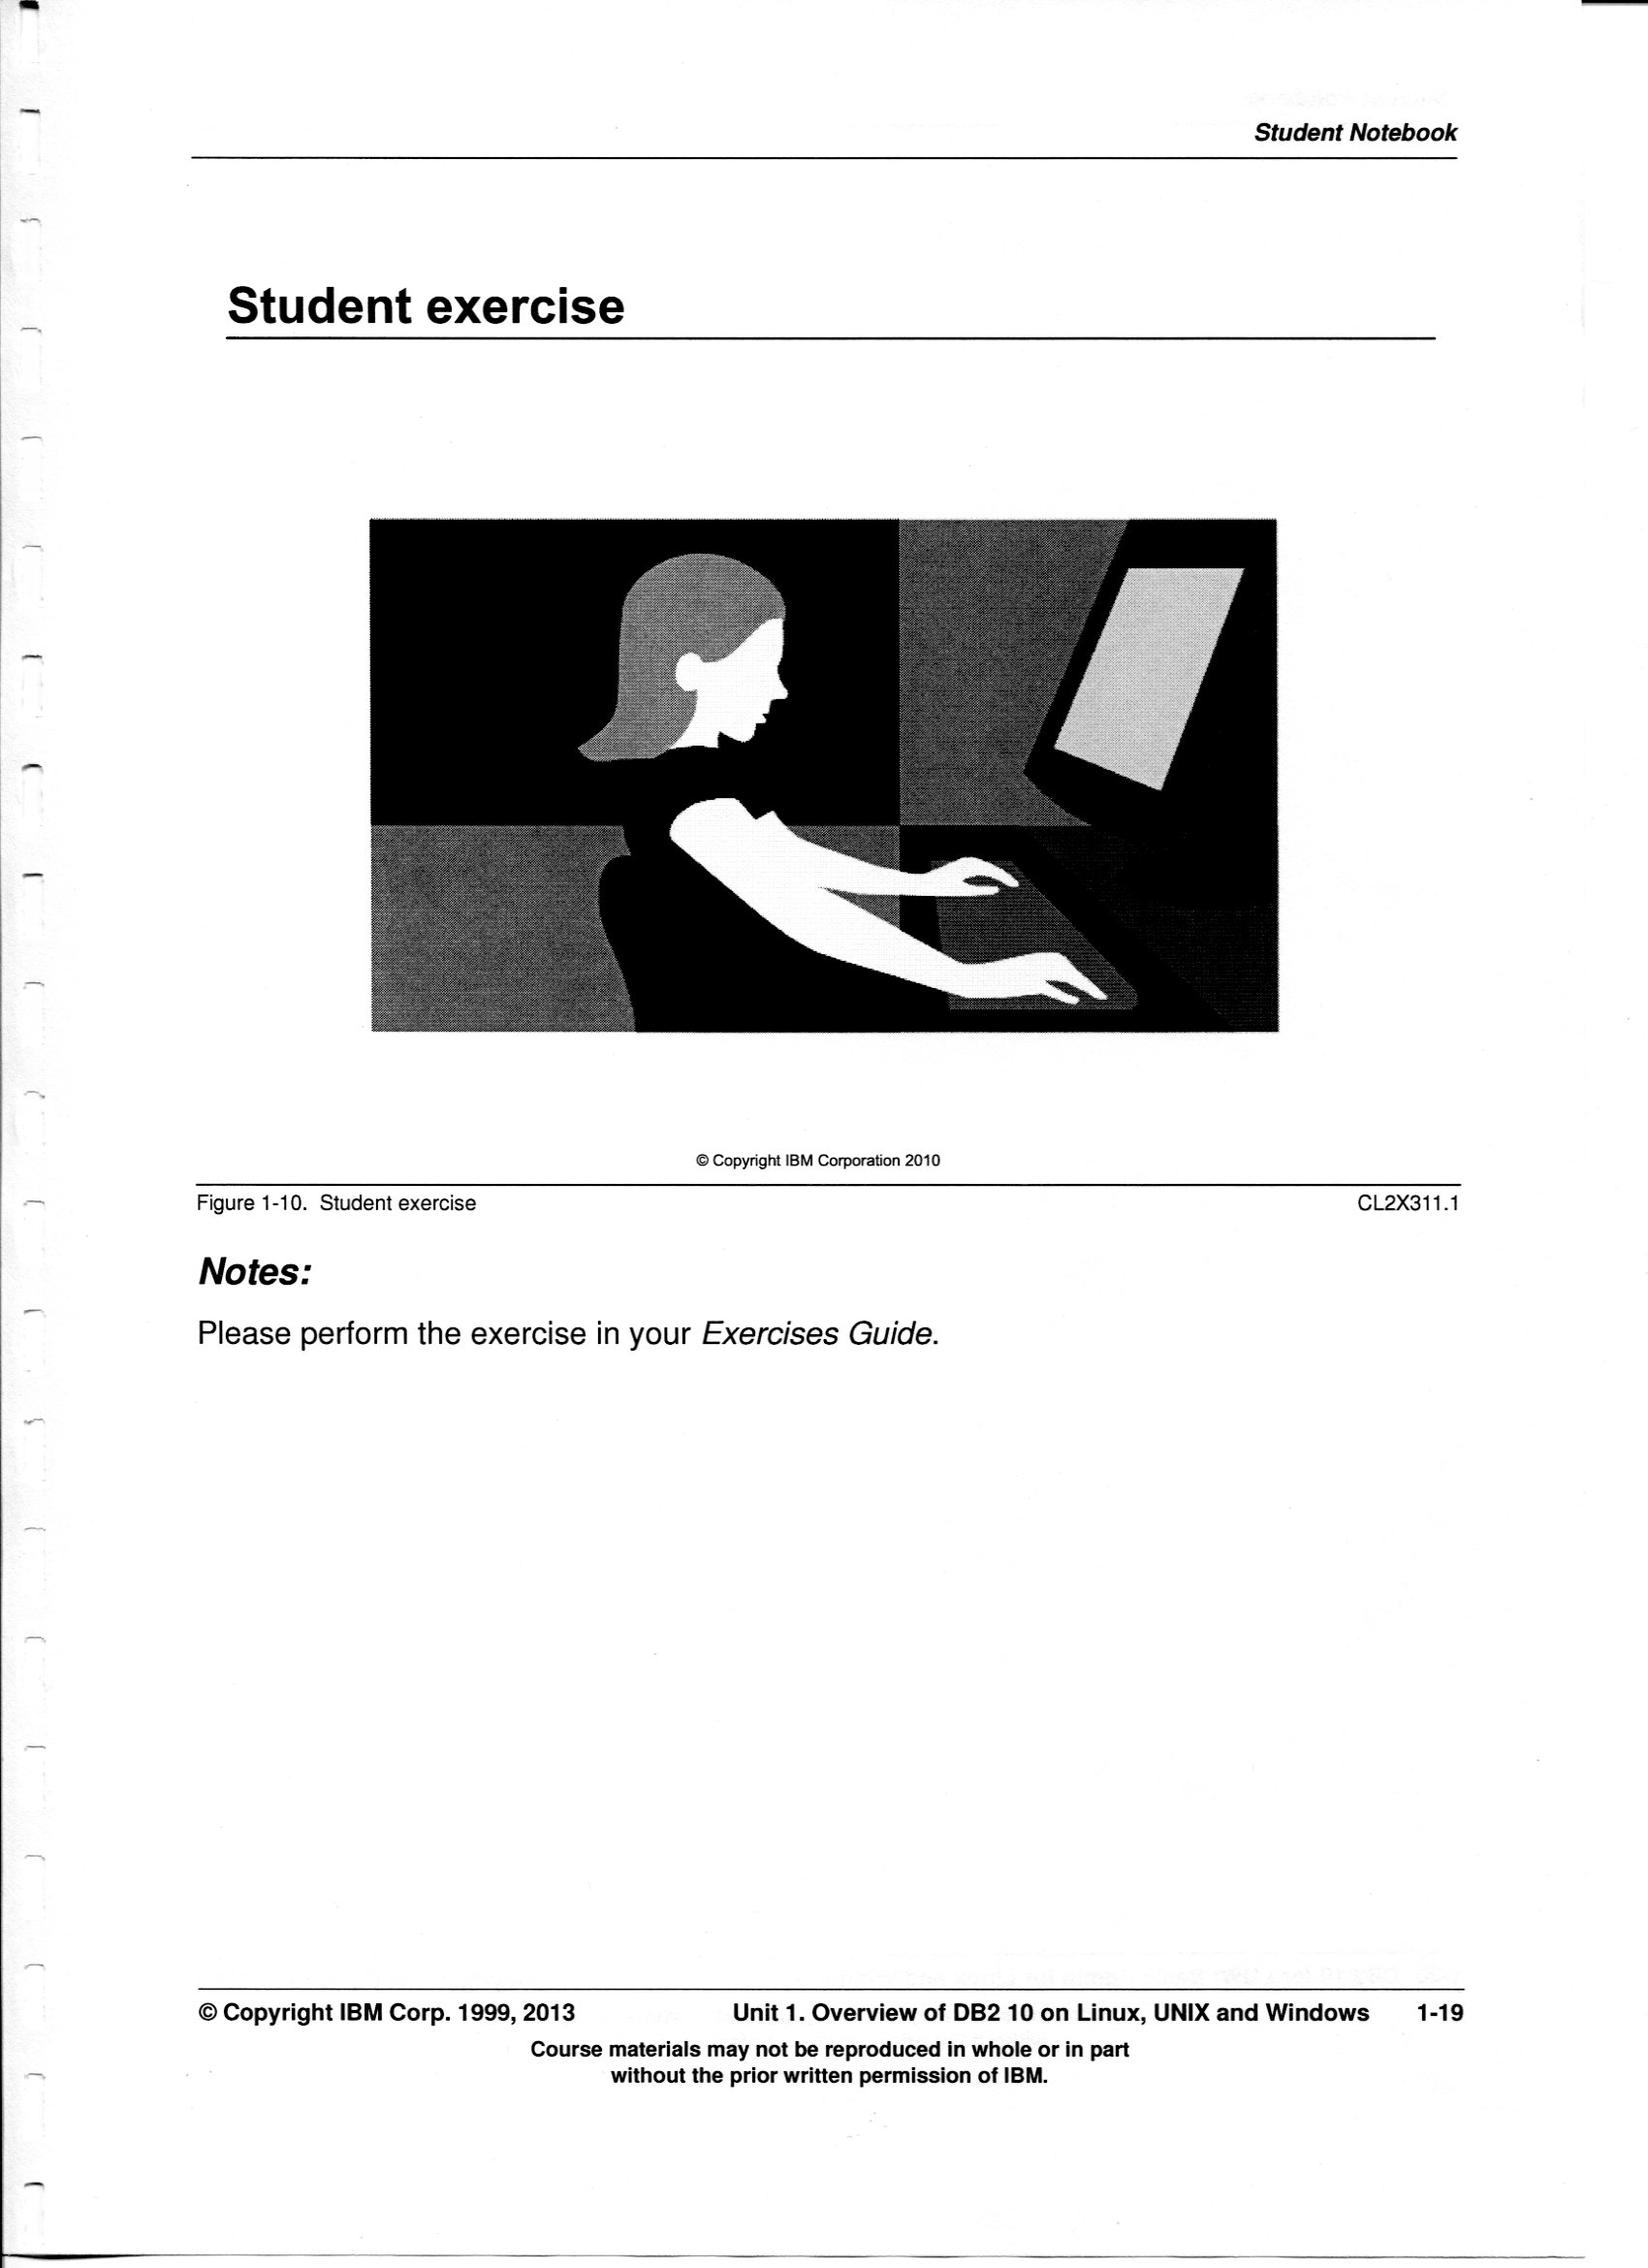 Student Notebook
Student exercise
© Copyright IBM Corporation 2010
Figure 1-10. Student exercise CL2X311.1
Notes:
Please perform the exercise in your Exercises Guide.
© Copyright IBM Corp. 1999, 2013 Unit 1. Overview of DB2 10 on Linux, UNIX and Windows 1-19
Course materials may not be reproduced in whole or in part
without the prior written permission of IBM.